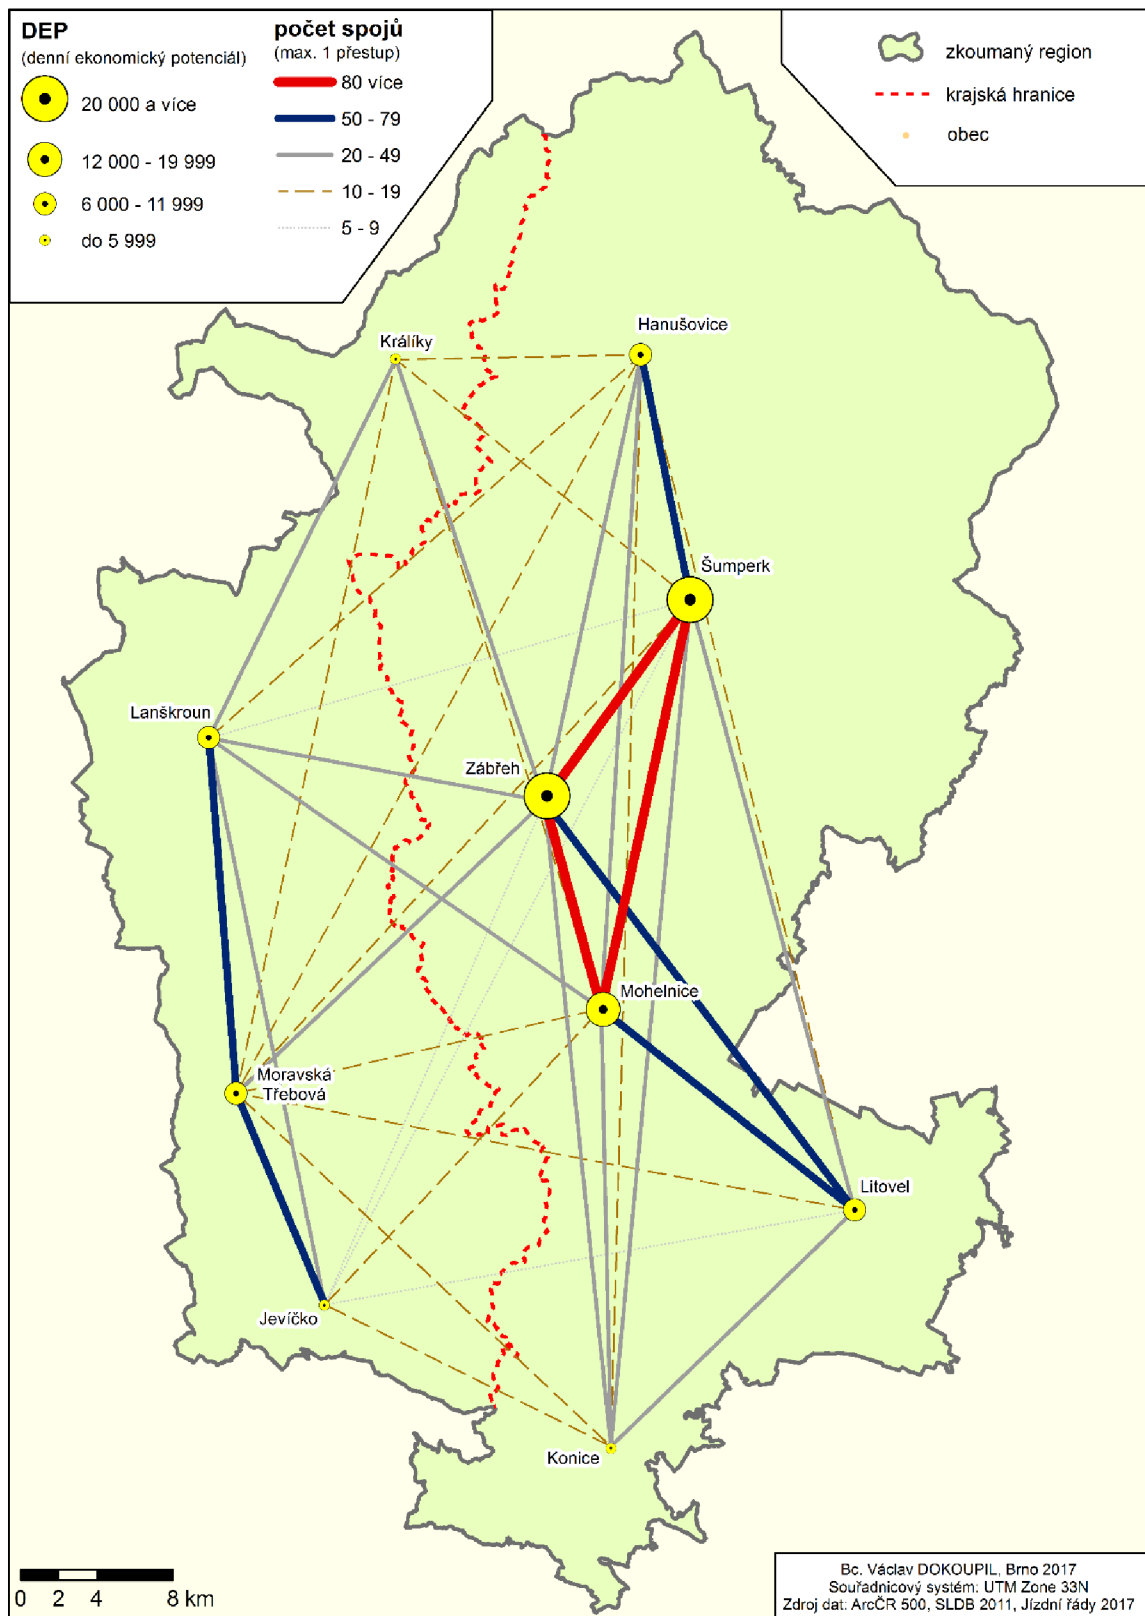 DEP
(denní ekonomický potenciál)
20 000 a více
12 000 - 19 999
6 000 - 11 999
do 5 999
počet spojů
(max. 1 přestup)
80 více
50 - 79
20 - 49
10 - 19
5 - 9
zkoumaný region
krajská hranice
obec
Hanušovice
Králíky
Šumperk
Lanškroun
Zábřeh
Mohelnice
Moravská
Třebová
Litovel
Jevíčko
Konice
0 2 4 8 km
Bc. Václav DOKOUPIL, Brno 2017
Souřadnicový systém: UTM Zone 33N
Zdroj dat: ArcČR 500, SLDB 2011, Jízdní řády 2017